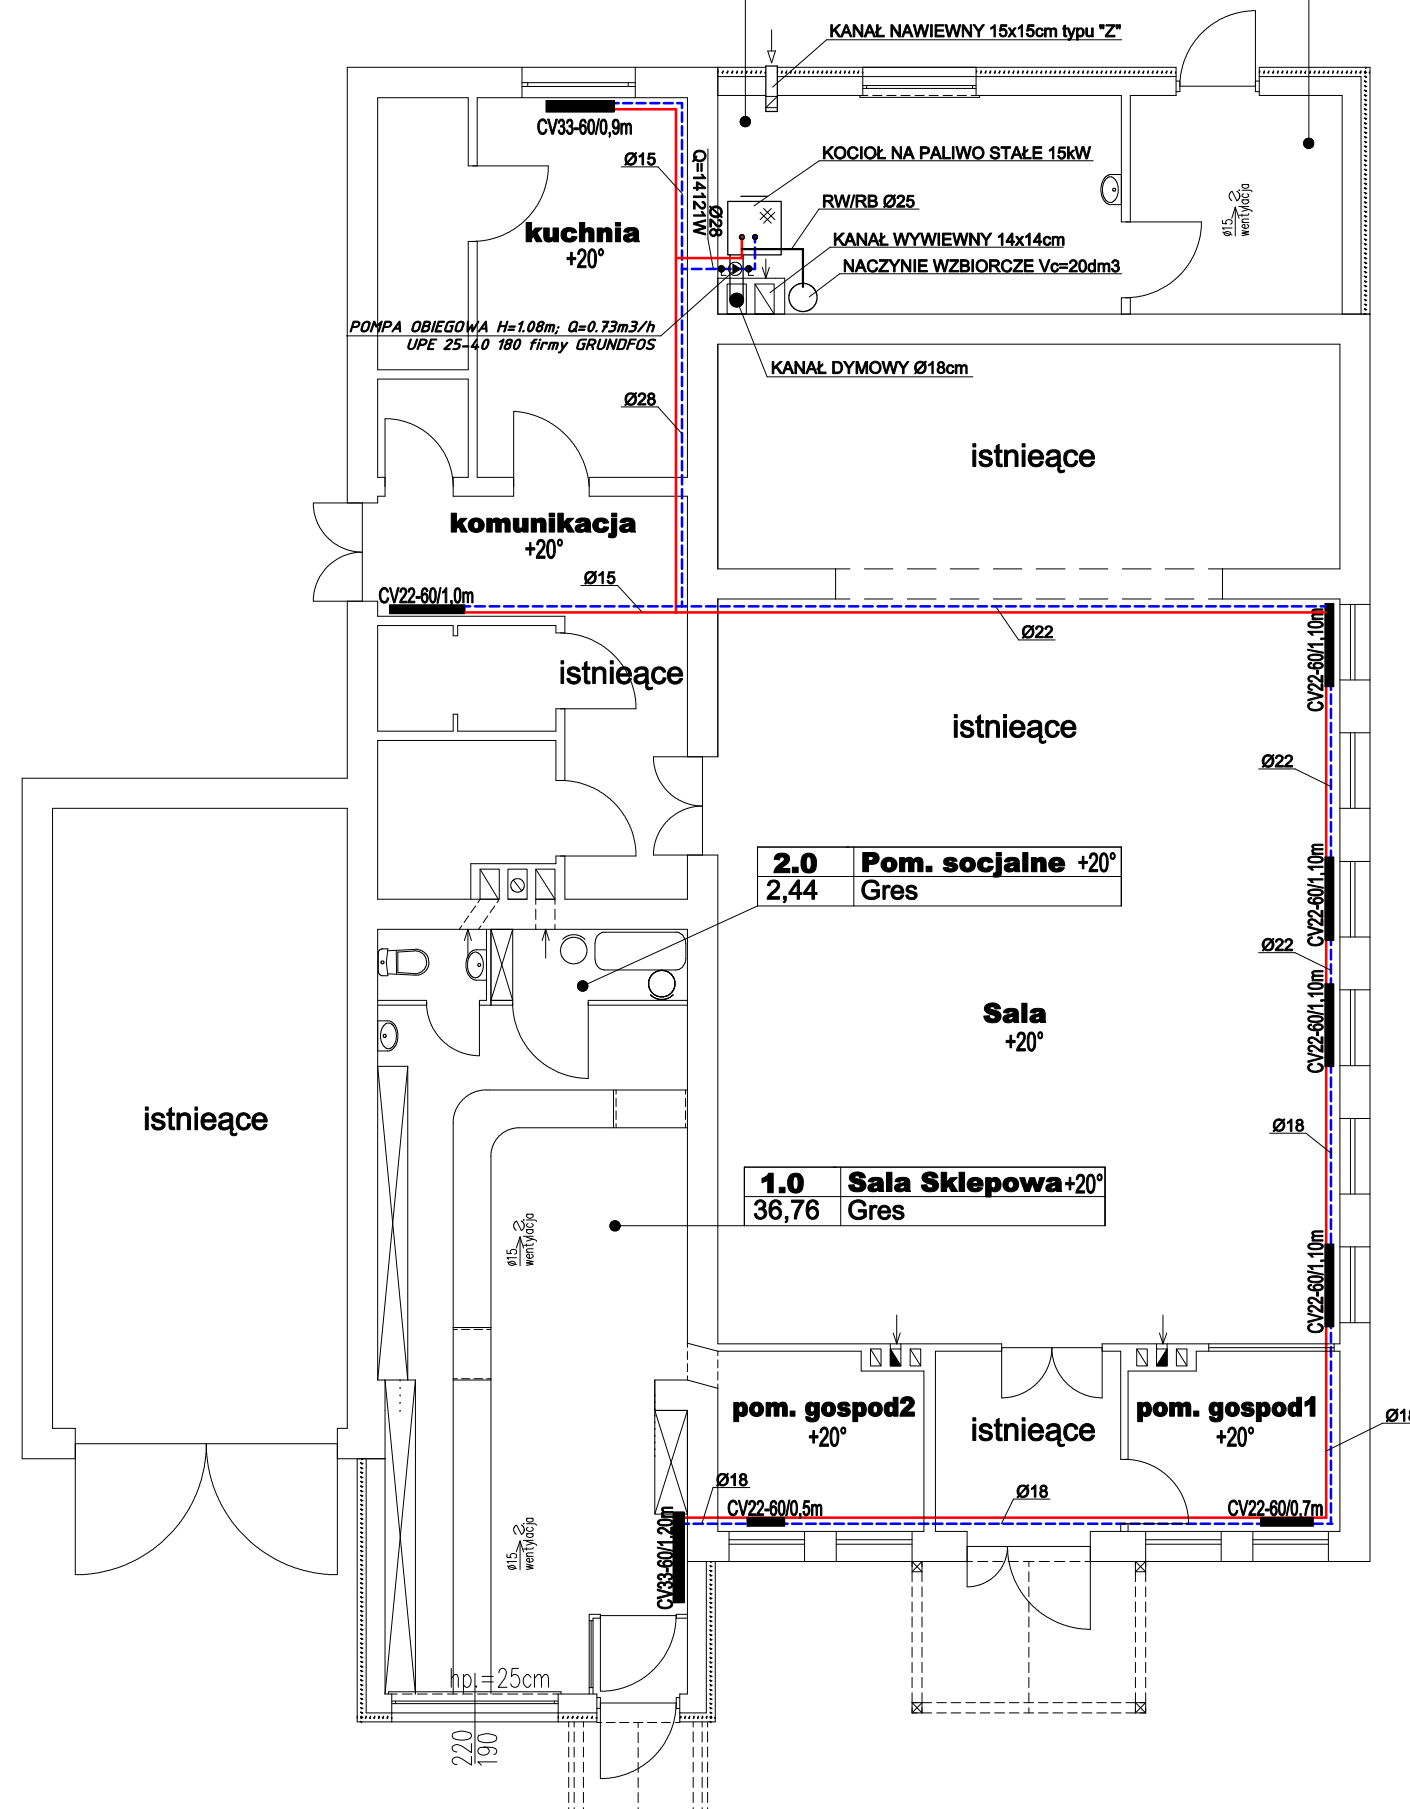 KANAŁ NAWIEWNY 15x15cm typu "Z"
CV33-60/0,9m
Ø15
Q=14121W
Ø28
KOCIOŁ NA PALIWO STAŁE 15kW
RW/RB Ø25
KANAŁ WYWIEWNY 14x14cm
NACZYNIE WZBIORCZE Vc=20dm3
ø15
wentylacja
kuchnia
+20°
POMPA OBIEGOWA H=1.08m; Q=0.73m3/h
UPE 25-40 180 firmy GRUNDFOS
KANAŁ DYMOWY Ø18cm
Ø28
istnieące
komunikacja
+20°
CV22-60/1,0m
Ø15
Ø22
CV22-60/1,10m
istnieące
istnieące
Ø22
2.0 Pom. socjalne +20°
2,44 Gres
CV22-60/1,10m
Ø22
CV22-60/1,10m
Sala
+20°
istnieące
Ø18
1.0 Sala Sklepowa +20°
36,76 Gres
ø15
wentylacja
CV22-60/1,10m
pom. gospod2
+20°
istnieące
pom. gospod1
+20°
Ø18
Ø18
CV22-60/0,5m
Ø18
CV22-60/0,7m
CV33-60/1,20m
ø15
wentylacja
hp.=25cm
220
190